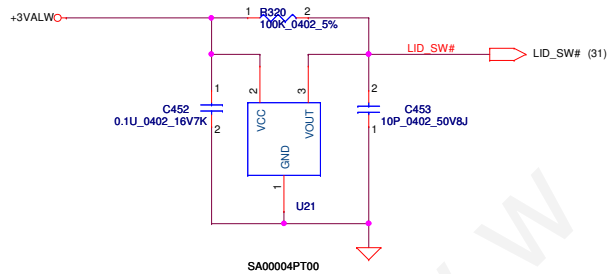 R320
+3VALW
1
2
100K_0402_5%
LID_SW#
LID_SW# (31)
1
C452
0.1U_0402_16V7K
2
2
3
VCC
VOUT
GND
1
2
C453
10P_0402_50V8J
1
U21
SA00004PT00
W